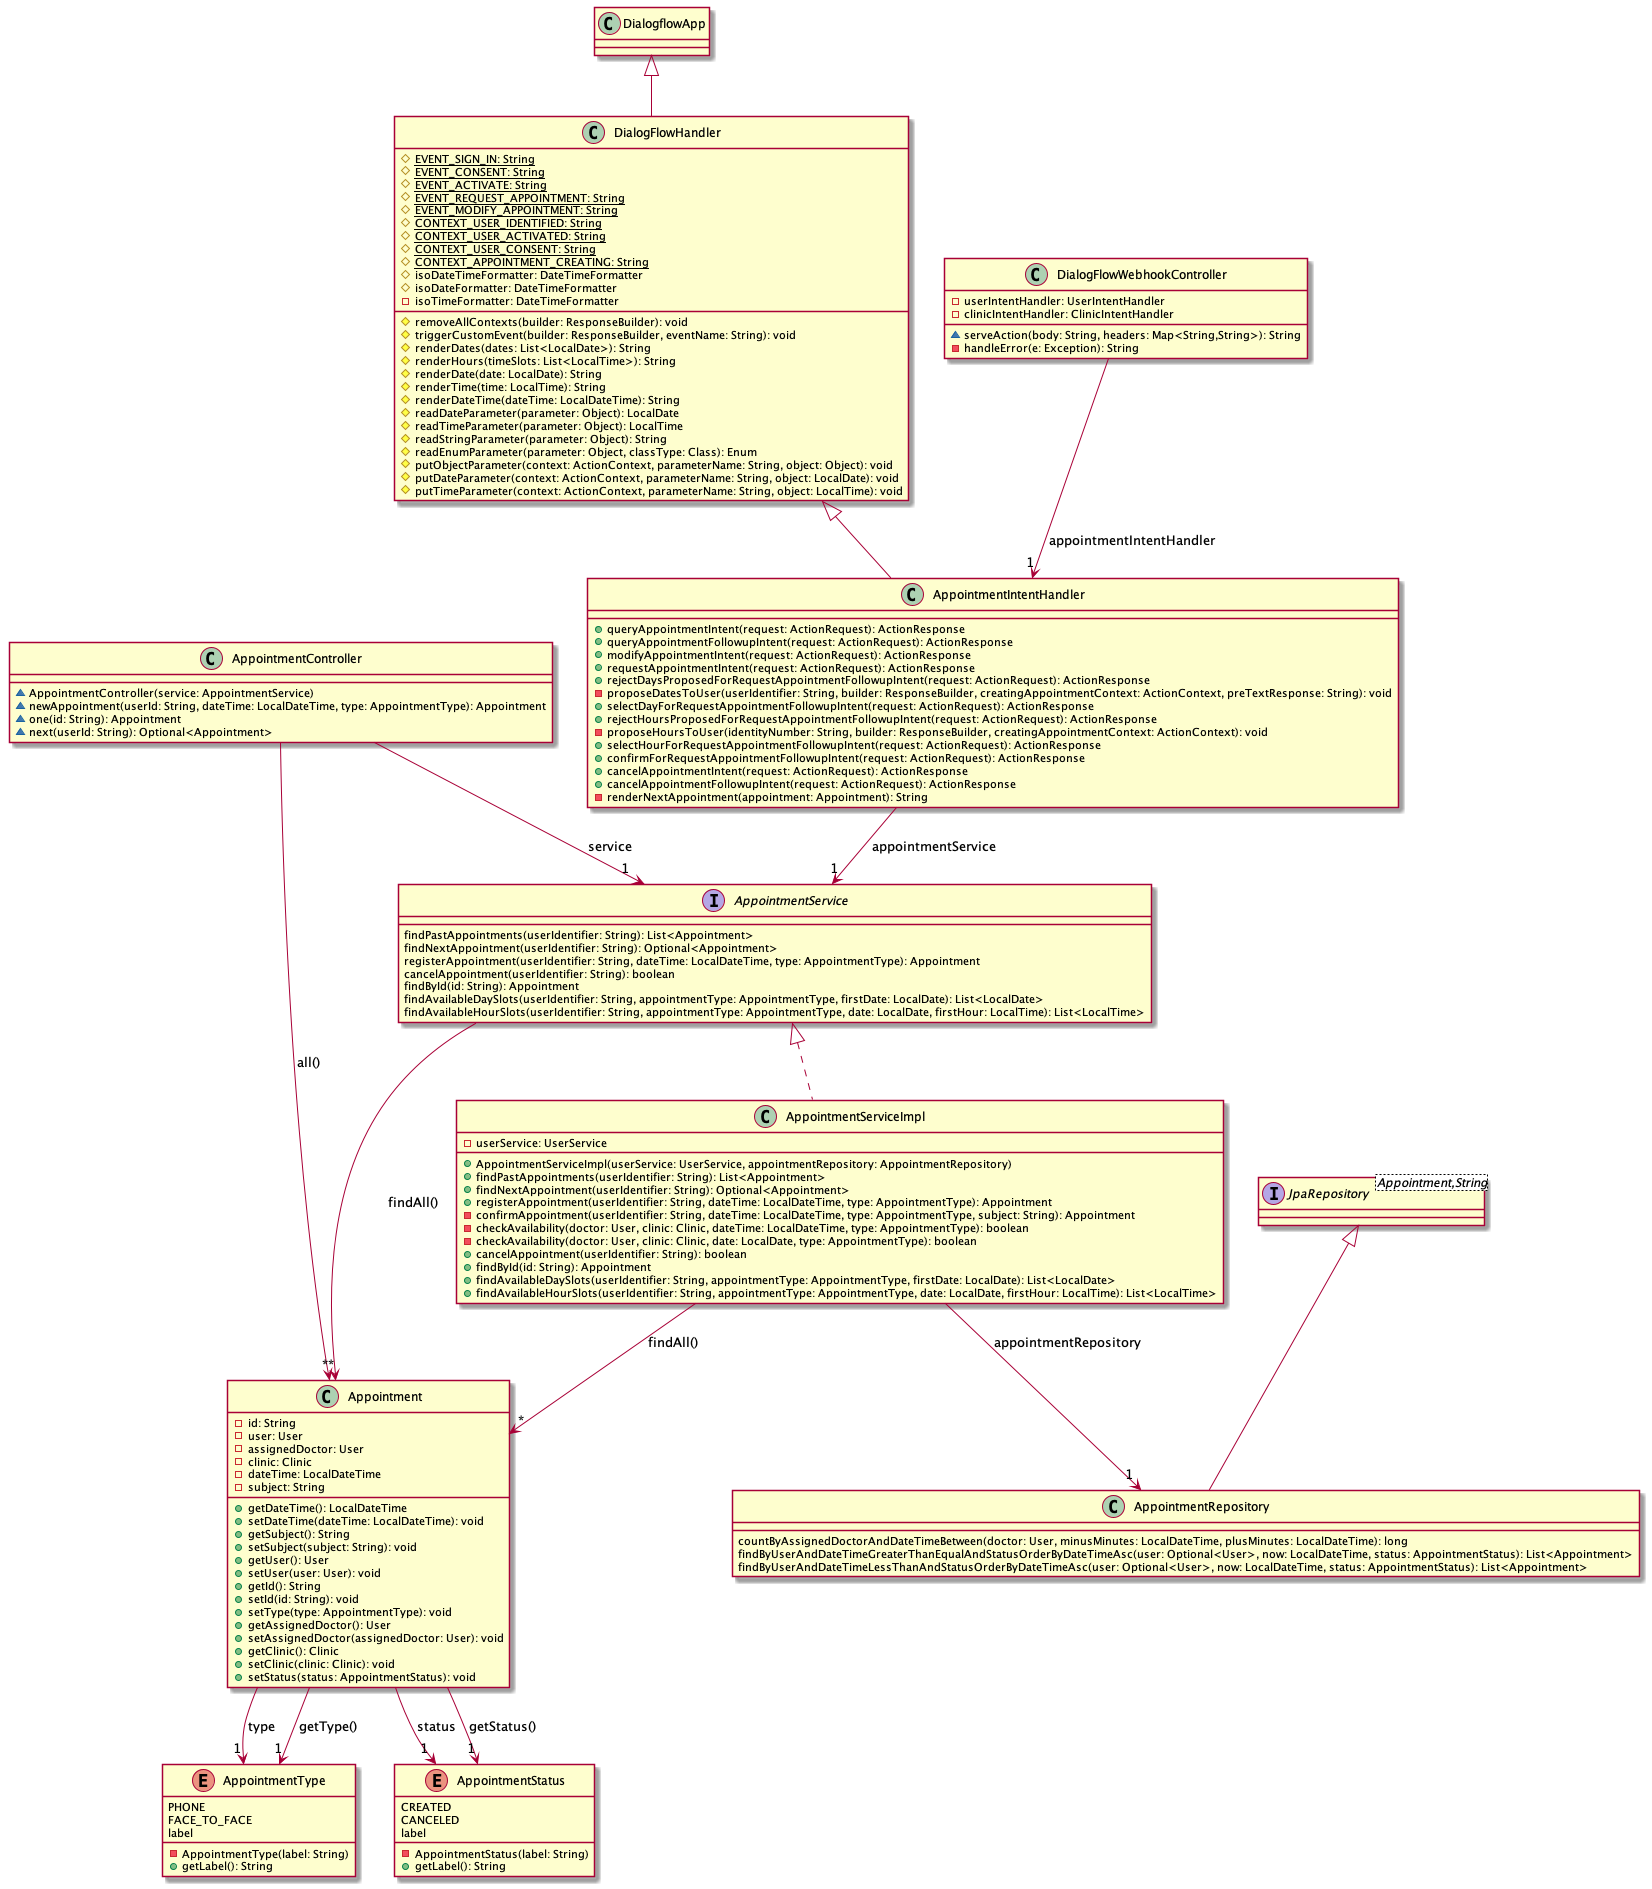 C DialogflowApp
C DialogFlowHandler
EVENT_SIGN_IN: String
EVENT_CONSENT: String
EVENT_ACTIVATE: String
EVENT_REQUEST_APPOINTMENT: String
EVENT_MODIFY_APPOINTMENT: String
CONTEXT_USER_IDENTIFIED: String
CONTEXT_USER_ACTIVATED: String
CONTEXT_USER_CONSENT: String
CONTEXT_APPOINTMENT_CREATING: String
isoDateTimeFormatter: DateTimeFormatter
isoDateFormatter: DateTimeFormatter
isoTimeFormatter: DateTimeFormatter
removeAllContexts(builder: ResponseBuilder): void
triggerCustomEvent(builder: ResponseBuilder, eventName: String): void
renderDates(dates: List<LocalDate>): String
renderHours(timeSlots: List<LocalTime>): String
renderDate(date: LocalDate): String
renderTime(time: LocalTime): String
renderDateTime(dateTime: LocalDateTime): String
readDateParameter(parameter: Object): LocalDate
readTimeParameter(parameter: Object): LocalTime
readStringParameter(parameter: Object): String
readEnumParameter(parameter: Object, classType: Class): Enum
putObjectParameter(context: ActionContext, parameterName: String, object: Object): void
putDateParameter(context: ActionContext, parameterName: String, object: LocalDate): void
putTimeParameter(context: ActionContext, parameterName: String, object: LocalTime): void
C DialogFlowWebhookController
userIntentHandler: UserIntentHandler
clinicIntentHandler: ClinicIntentHandler
serveAction(body: String, headers: Map<String,String>): String
handleError(e: Exception): String
appointmentIntentHandler
1
C AppointmentIntentHandler
queryAppointmentIntent(request: ActionRequest): ActionResponse
queryAppointmentFollowupIntent(request: ActionRequest): ActionResponse
modifyAppointmentIntent(request: ActionRequest): ActionResponse
requestAppointmentIntent(request: ActionRequest): ActionResponse
rejectDaysProposedForRequestAppointmentFollowupIntent(request: ActionRequest): ActionResponse
proposeDatesToUser(userIdentifier: String, builder: ResponseBuilder, creatingAppointmentContext: ActionContext, preTextResponse: String): void
selectDayForRequestAppointmentFollowupIntent(request: ActionRequest): ActionResponse
rejectHoursProposedForRequestAppointmentFollowupIntent(request: ActionRequest): ActionResponse
proposeHoursToUser(identityNumber: String, builder: ResponseBuilder, creatingAppointmentContext: ActionContext): void
selectHourForRequestAppointmentFollowupIntent(request: ActionRequest): ActionResponse
confirmForRequestAppointmentFollowupIntent(request: ActionRequest): ActionResponse
cancelAppointmentIntent(request: ActionRequest): ActionResponse
cancelAppointmentFollowupIntent(request: ActionRequest): ActionResponse
renderNextAppointment(appointment: Appointment): String
C AppointmentController
AppointmentController(service: AppointmentService)
newAppointment(userId: String, dateTime: LocalDateTime, type: AppointmentType): Appointment
one(id: String): Appointment
next(userId: String): Optional<Appointment>
service
1
appointmentService
1
I AppointmentService
findPastAppointments(userIdentifier: String): List<Appointment>
findNextAppointment(userIdentifier: String): Optional<Appointment>
registerAppointment(userIdentifier: String, dateTime: LocalDateTime, type: AppointmentType): Appointment
cancelAppointment(userIdentifier: String): boolean
findById(id: String): Appointment
findAvailableDaySlots(userIdentifier: String, appointmentType: AppointmentType, firstDate: LocalDate): List<LocalDate>
findAvailableHourSlots(userIdentifier: String, appointmentType: AppointmentType, date: LocalDate, firstHour: LocalTime): List<LocalTime>
all()
findAll()
C AppointmentServiceImpl
userService: UserService
AppointmentServiceImpl(userService: UserService, appointmentRepository: AppointmentRepository)
findPastAppointments(userIdentifier: String): List<Appointment>
findNextAppointment(userIdentifier: String): Optional<Appointment>
registerAppointment(userIdentifier: String, dateTime: LocalDateTime, type: AppointmentType): Appointment
confirmAppointment(userIdentifier: String, dateTime: LocalDateTime, type: AppointmentType, subject: String): Appointment
checkAvailability(doctor: User, clinic: Clinic, dateTime: LocalDateTime, type: AppointmentType): boolean
checkAvailability(doctor: User, clinic: Clinic, date: LocalDate, type: AppointmentType): boolean
cancelAppointment(userIdentifier: String): boolean
findById(id: String): Appointment
findAvailableDaySlots(userIdentifier: String, appointmentType: AppointmentType, firstDate: LocalDate): List<LocalDate>
findAvailableHourSlots(userIdentifier: String, appointmentType: AppointmentType, date: LocalDate, firstHour: LocalTime): List<LocalTime>
I JpaRepository
Appointment,String
findAll()
appointmentRepository
**
*
1
C Appointment
id: String
user: User
assignedDoctor: User
clinic: Clinic
dateTime: LocalDateTime
subject: String
getDateTime(): LocalDateTime
setDateTime(dateTime: LocalDateTime): void
getSubject(): String
setSubject(subject: String): void
getUser(): User
setUser(user: User): void
getId(): String
setId(id: String): void
setType(type: AppointmentType): void
getAssignedDoctor(): User
setAssignedDoctor(assignedDoctor: User): void
getClinic(): Clinic
setClinic(clinic: Clinic): void
setStatus(status: AppointmentStatus): void
C AppointmentRepository
countByAssignedDoctorAndDateTimeBetween(doctor: User, minusMinutes: LocalDateTime, plusMinutes: LocalDateTime): long
findByUserAndDateTimeGreaterThanEqualAndStatusOrderByDateTimeAsc(user: Optional<User>, now: LocalDateTime, status: AppointmentStatus): List<Appointment>
findByUserAndDateTimeLessThanAndStatusOrderByDateTimeAsc(user: Optional<User>, now: LocalDateTime, status: AppointmentStatus): List<Appointment>
type
getType()
status
getStatus()
1
1
1
1
E AppointmentType
PHONE
FACE_TO_FACE
label
AppointmentType(label: String)
getLabel(): String
E AppointmentStatus
CREATED
CANCELED
label
AppointmentStatus(label: String)
getLabel(): String